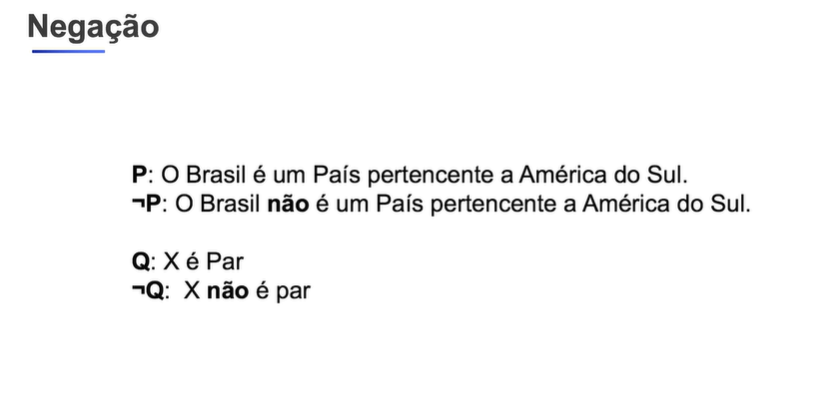 Negação
P: O Brasil é um País pertencente a América do Sul.
¬P: O Brasil não é um País pertencente a América do Sul.
Q: X é Par
¬Q: X não é par